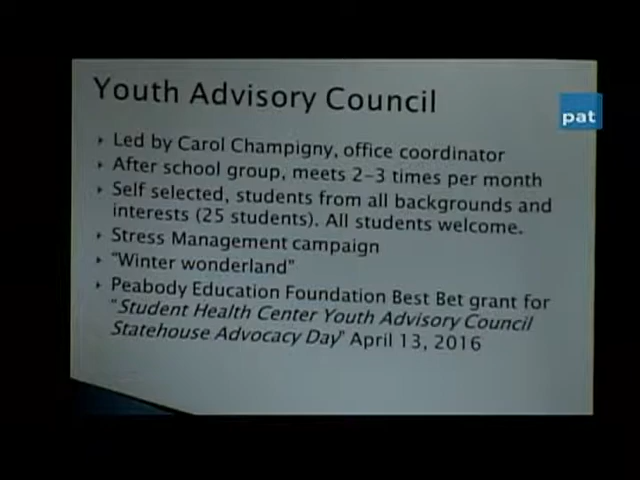 Youth Advisory Council
pat
Led by Carol Champigny, office coordinator
After school group, meets 2-3 times per month
Self selected, students from all backgrounds and
interests (25 students). All students welcome.
Stress Management campaign
"Winter wonderland"
Peabody Education Foundation Best Bet grant for
"Student Health Center Youth Advisory Council
Statehouse Advocacy Day" April 13, 2016